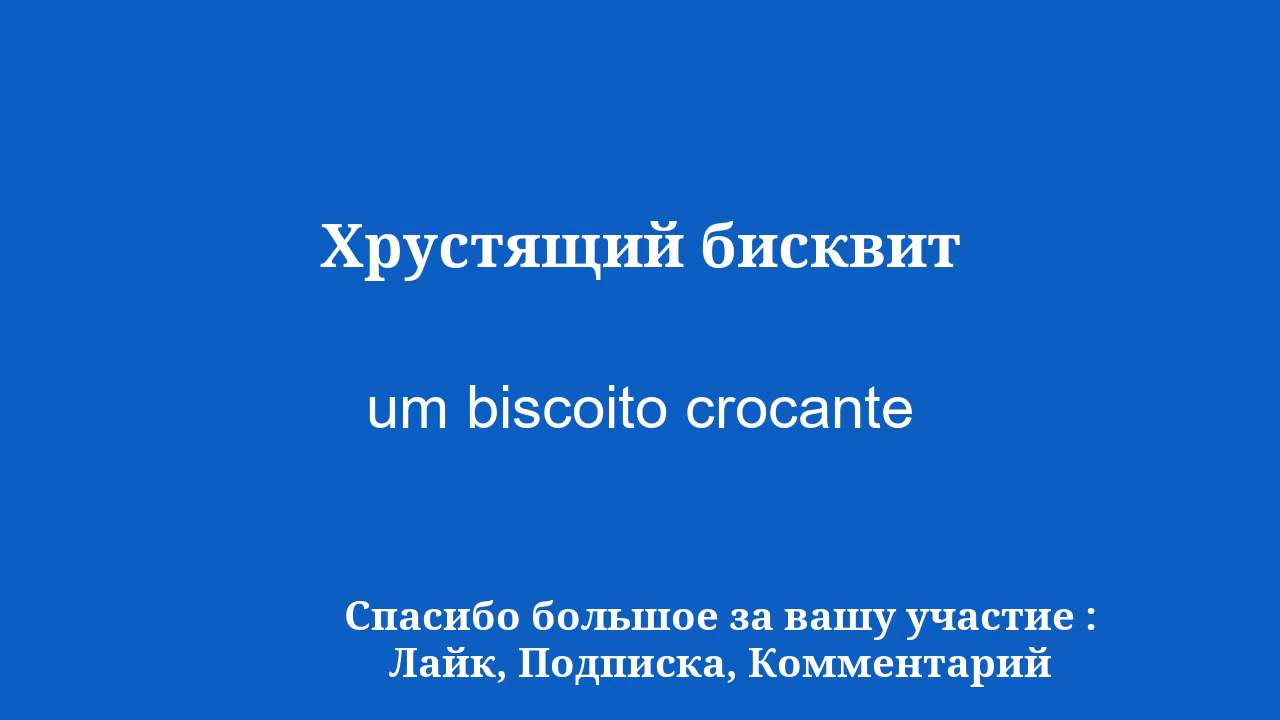 Хрустящий бисквит
um biscoito crocante
Спасибо большое за вашу участие :
Лайк, Подписка, Комментарий